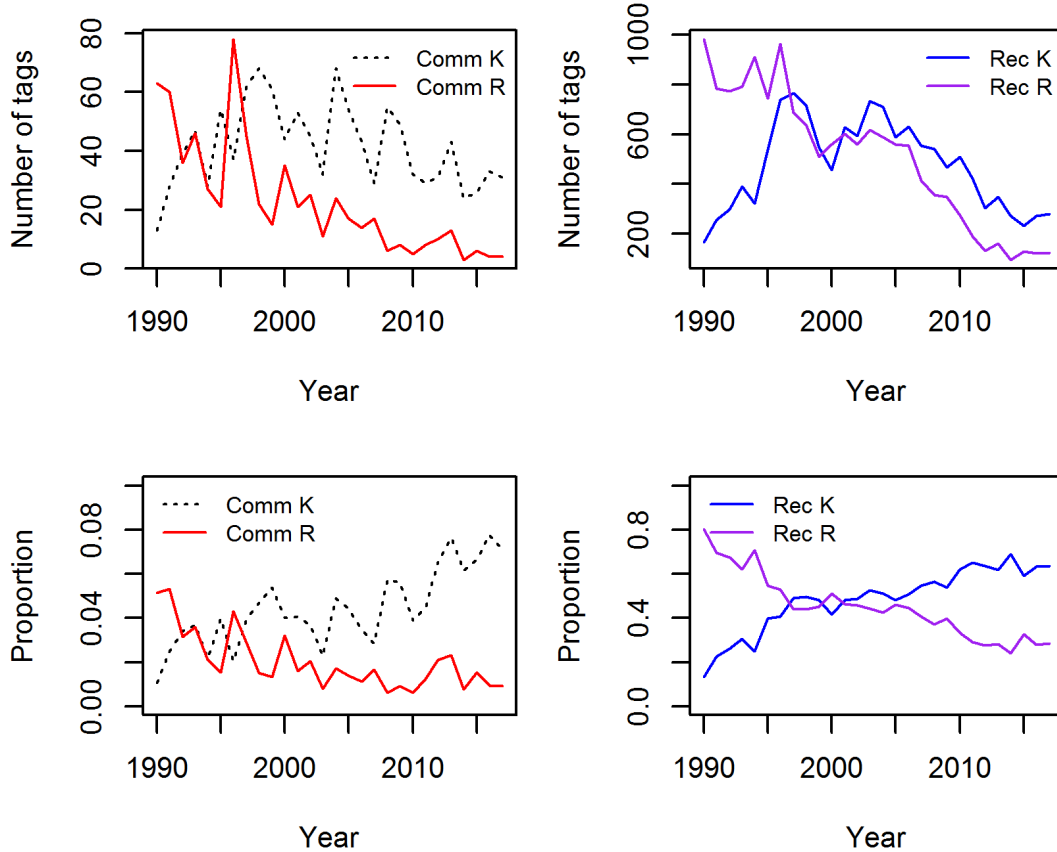 Number of tags
80
60
40
20
0
Comm K
Comm R
1990
2000
2010
Year
Number of tags
1000
600
200
Rec K
Rec R
1990
2000
2010
Year
Proportion
0.08
0.04
0.00
Comm K
Comm R
1990
2000
2010
Year
Proportion
0.8
0.4
0.0
Rec K
Rec R
1990
2000
2010
Year